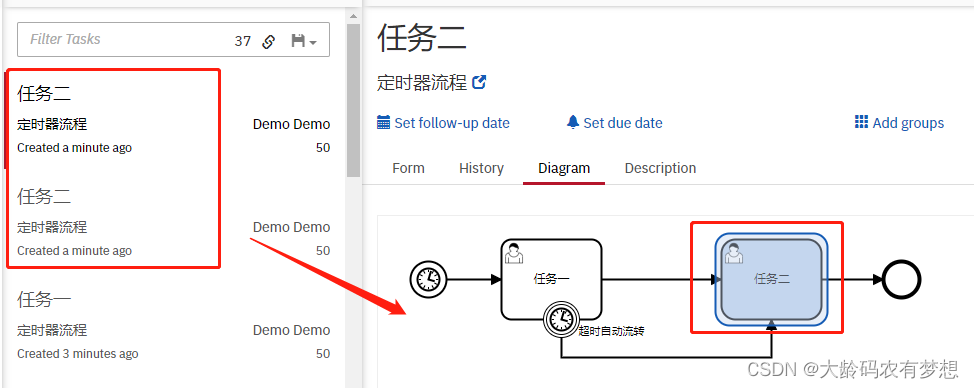 Filter Tasks 37
任务二
定时器流程 Demo Demo
Created a minute ago 50
任务二
定时器流程 Demo Demo
Created a minute ago 50
任务一
定时器流程 Demo Demo
Created 3 minutes ago 50
任务二
定时器流程
Set follow-up date Set due date Add groups
Form History Diagram Description
任务一 任务二
超时自动流转
CSDN @大龄码农有梦想